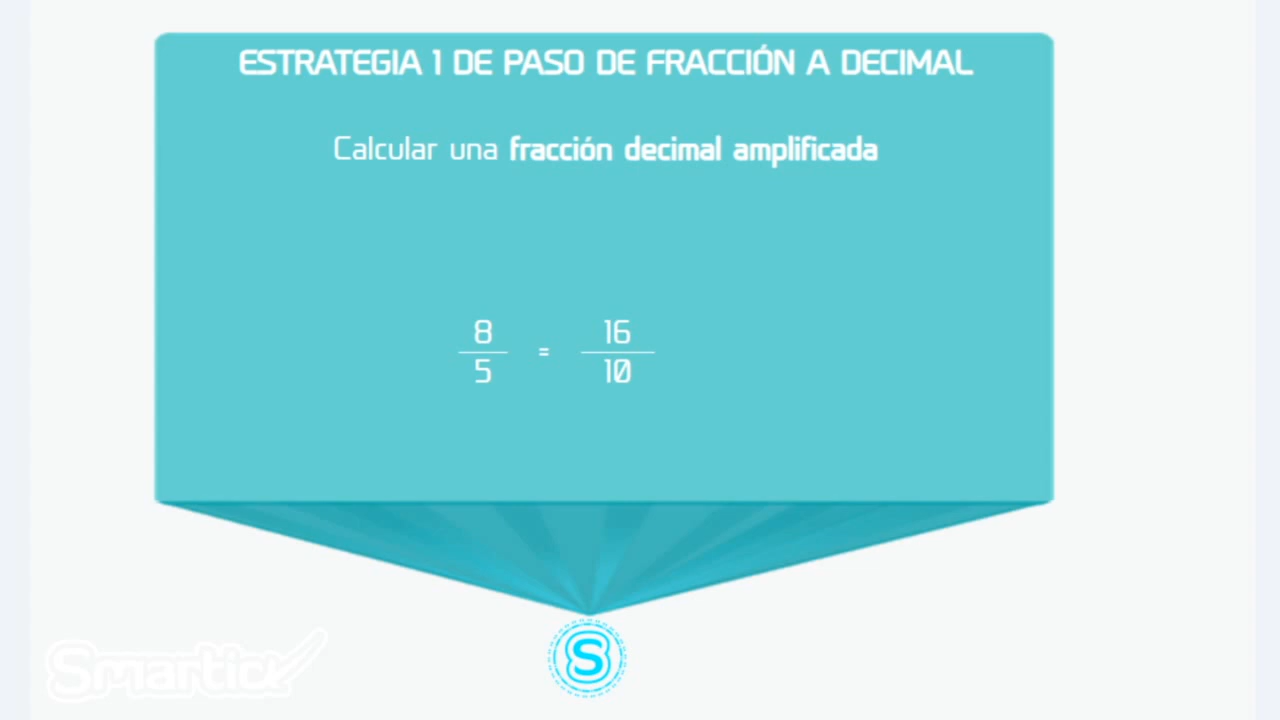 ESTRATEGIA 1 DE PASO DE FRACCIÓN A DECIMAL
Calcular una fracción decimal amplificada
8/5 = 16/10
S
Smartick